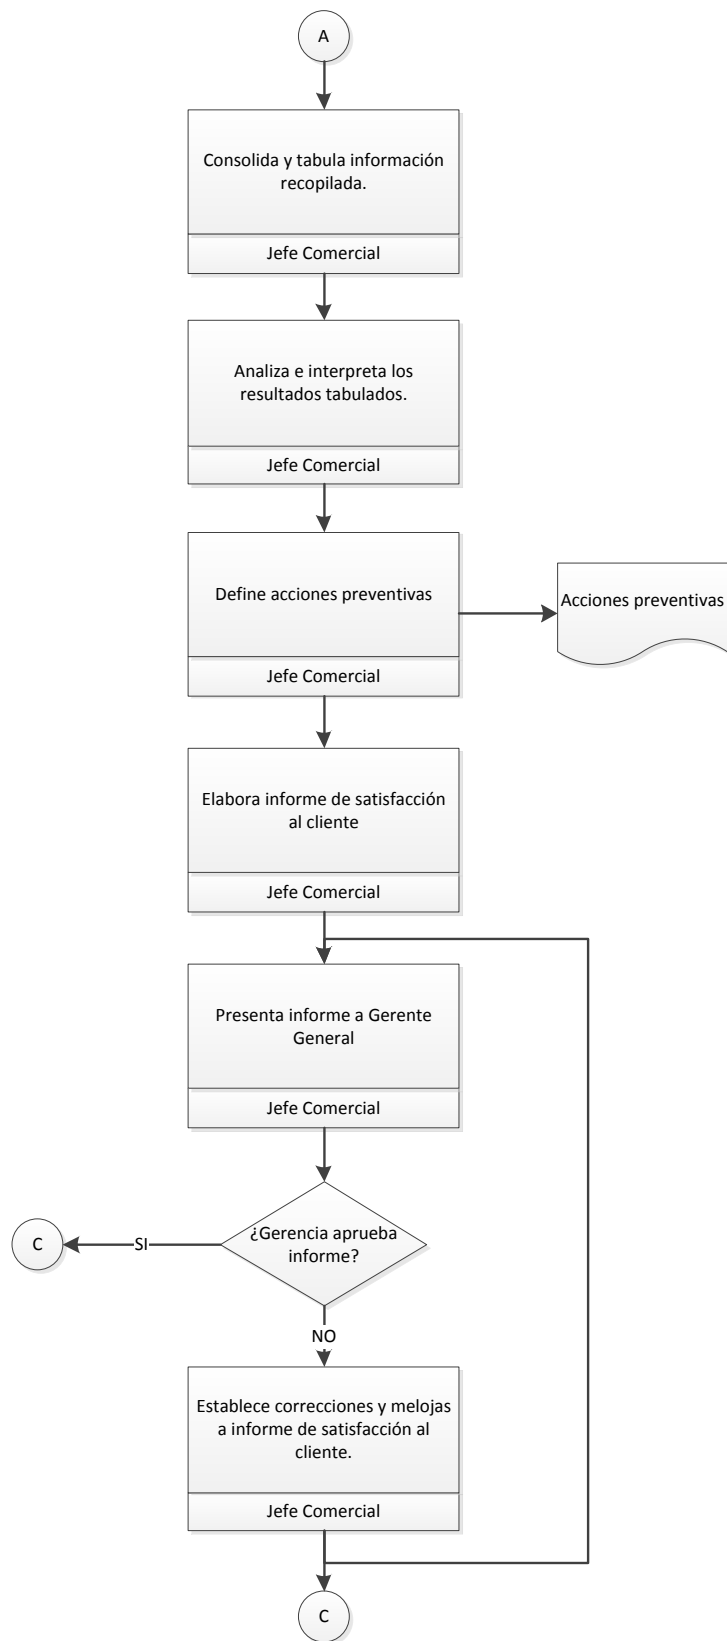 A
Consolida y tabula información
recopilada.
Jefe Comercial
Analiza e interpreta los
resultados tabulados.
Jefe Comercial
Define acciones preventivas
Acciones preventivas
Jefe Comercial
Elabora informe de satisfacción
al cliente
Jefe Comercial
Presenta informe a Gerente
General
Jefe Comercial
¿Gerencia aprueba
informe?
SI
C
NO
Establece correcciones y melojas
a informe de satisfacción al
cliente.
Jefe Comercial
C